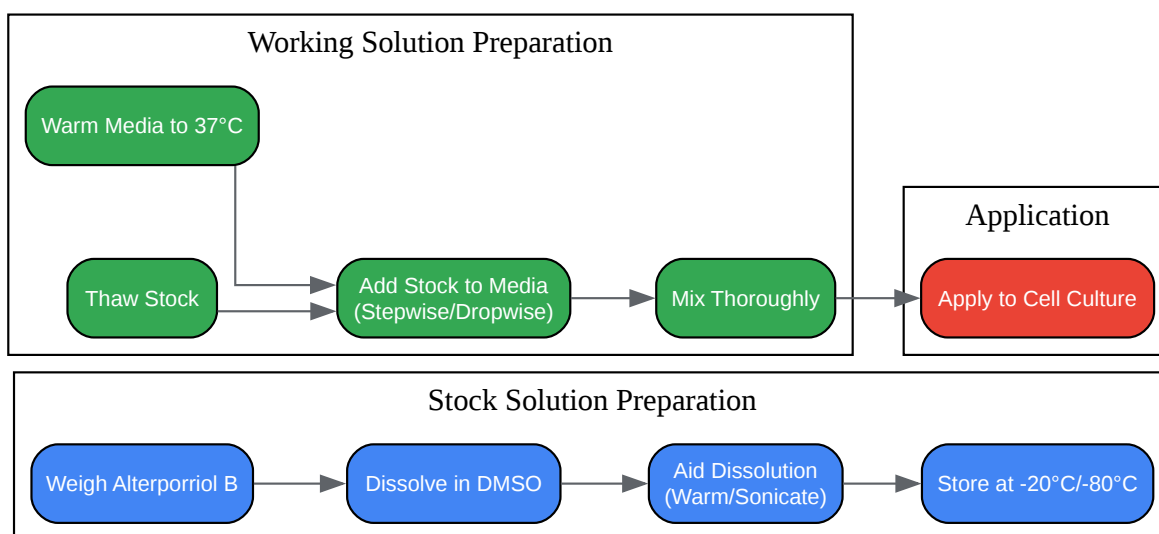 Working Solution Preparation
Warm Media to 37°C
Thaw Stock
Add Stock to Media
(Stepwise/Dropwise)
Mix Thoroughly
Application
Apply to Cell Culture
Stock Solution Preparation
Weigh Alterporriol B
Dissolve in DMSO
Aid Dissolution
(Warm/Sonicate)
Store at -20°C/-80°C